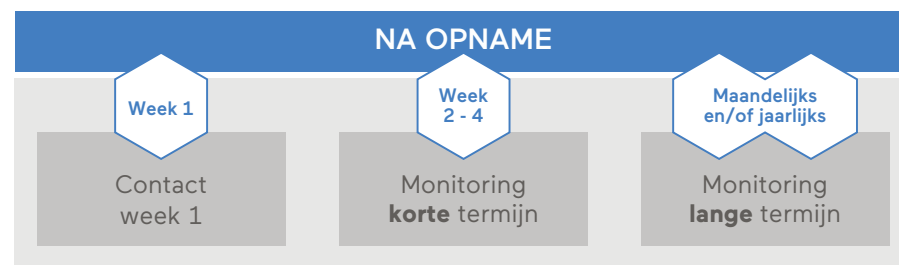 NA OPNAME
Week 1
Contact
week 1
Week
2 - 4
Monitoring
korte termijn
Maandelijks
en/of jaarlijks
Monitoring
lange termijn